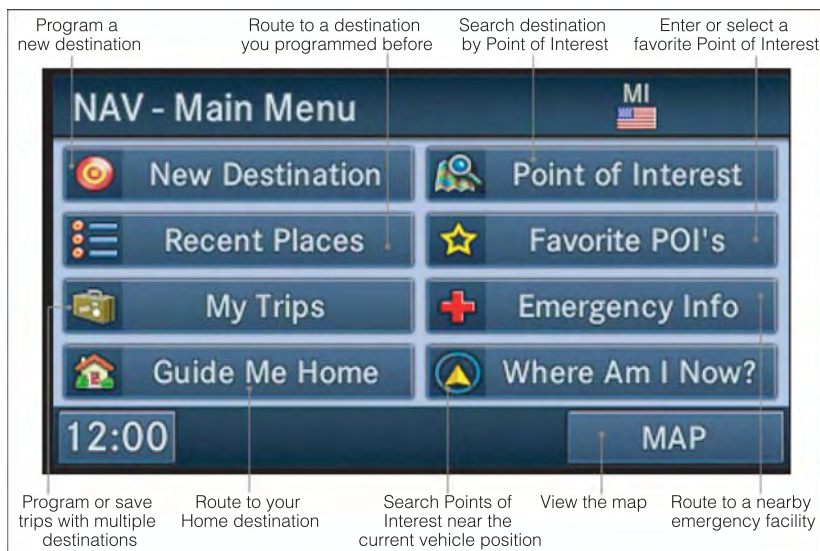 Program a
new destination
Route to a destination
you programmed before
Search destination
by Point of Interest
Enter or select a
favorite Point of Interest
NAV - Main Menu
MI
New Destination
Point of Interest
Recent Places
Favorite POI's
My Trips
Emergency Info
Guide Me Home
Where Am I Now?
12:00
MAP
Program or save
trips with multiple
destinations
Route to your
Home destination
Search Points of
Interest near the
current vehicle position
View the map
Route to a nearby
emergency facility